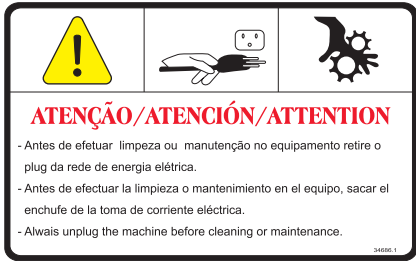 ATENÇÃO/ATENCIÓN/ATTENTION
- Antes de efetuar limpeza ou manutenção no equipamento retire o
plug da rede de energia elétrica.
- Antes de efectuar la limpieza o mantenimiento en el equipo, sacar el
enchufe de la toma de corriente eléctrica.
- Alwais unplug the machine before cleaning or maintenance.
34686.1